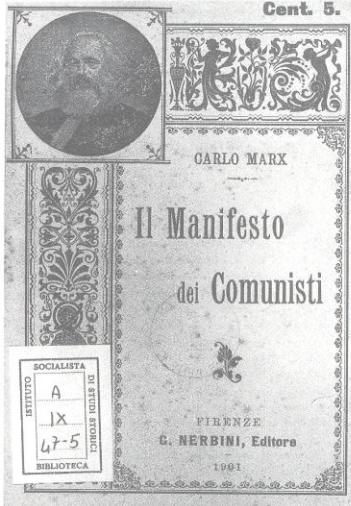 Cent. 5.
CARLO MARX
Il Manifesto
dei Comunisti
FIRENZE
G. NERBINI, Editore
1901
SOCIALISTA
ISTITUTO
DI STUDI STORICI
A
IX
47-5
BIBLIOTECA